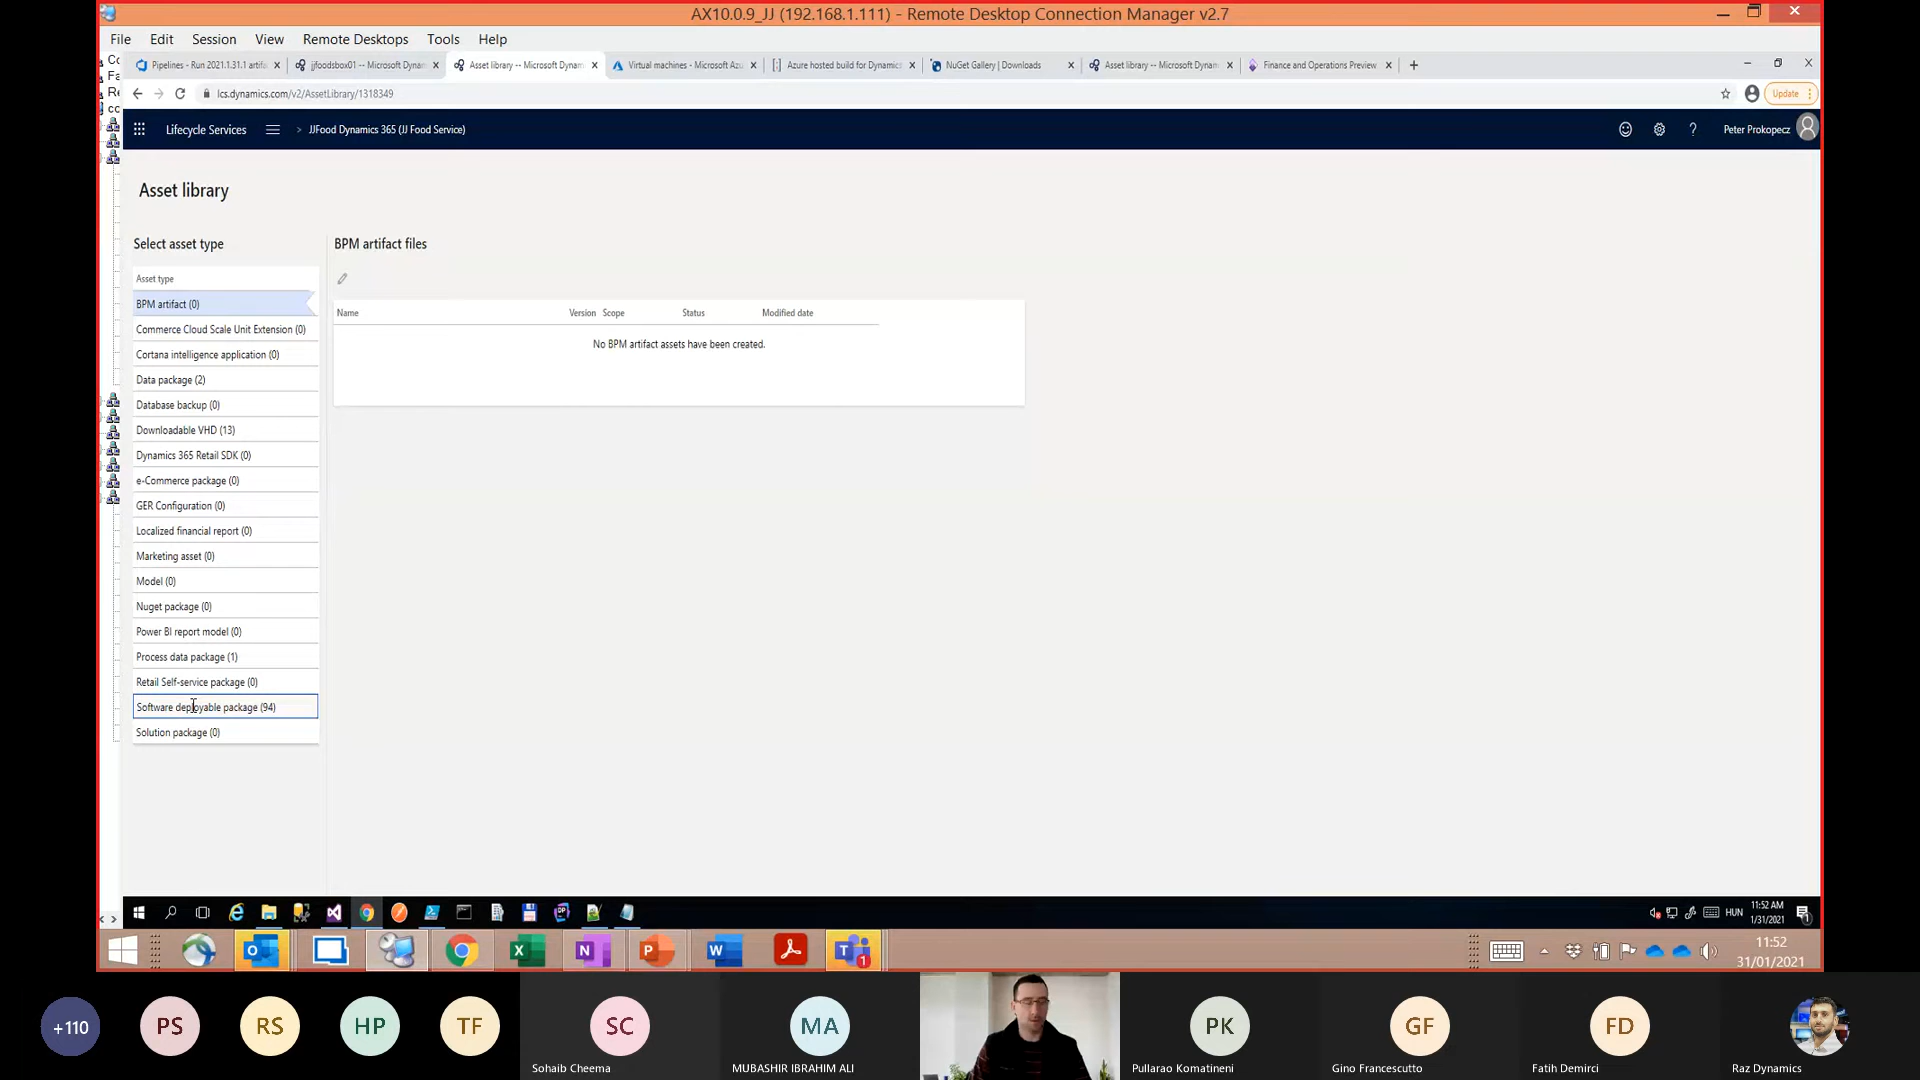 AX10.0.9_JJ (192.168.1.111) - Remote Desktop Connection Manager v2.7
File Edit Session View Remote Desktops Tools Help
Pipelines - Run 2021.1.31.1 artifa
jjfoodsbox01 -- Microsoft Dynam
Asset library -- Microsoft Dynam
Virtual machines - Microsoft Az
Azure hosted build for Dynamics
NuGet Gallery | Downloads
Asset library -- Microsoft Dynam
Finance and Operations Preview
lcs.dynamics.com/v2/AssetLibrary/1318349
Update
Lifecycle Services > JJFood Dynamics 365 (JJ Food Service)
? Peter Prokopecz
Asset library
Select asset type
Asset type
BPM artifact (0)
Commerce Cloud Scale Unit Extension (0)
Cortana intelligence application (0)
Data package (2)
Database backup (0)
Downloadable VHD (13)
Dynamics 365 Retail SDK (0)
e-Commerce package (0)
GER Configuration (0)
Localized financial report (0)
Marketing asset (0)
Model (0)
Nuget package (0)
Power BI report model (0)
Process data package (1)
Retail Self-service package (0)
Software deployable package (94)
Solution package (0)
BPM artifact files
Name Version Scope Status Modified date
No BPM artifact assets have been created.
HUN
11:52 AM
1/31/2021
11:52
31/01/2021
+110
PS
RS
HP
TF
SC
Sohaib Cheema
MA
MUBASHIR IBRAHIM ALI
PK
Pullarao Komatineni
GF
Gino Francescutto
FD
Fatih Demirci
Raz Dynamics